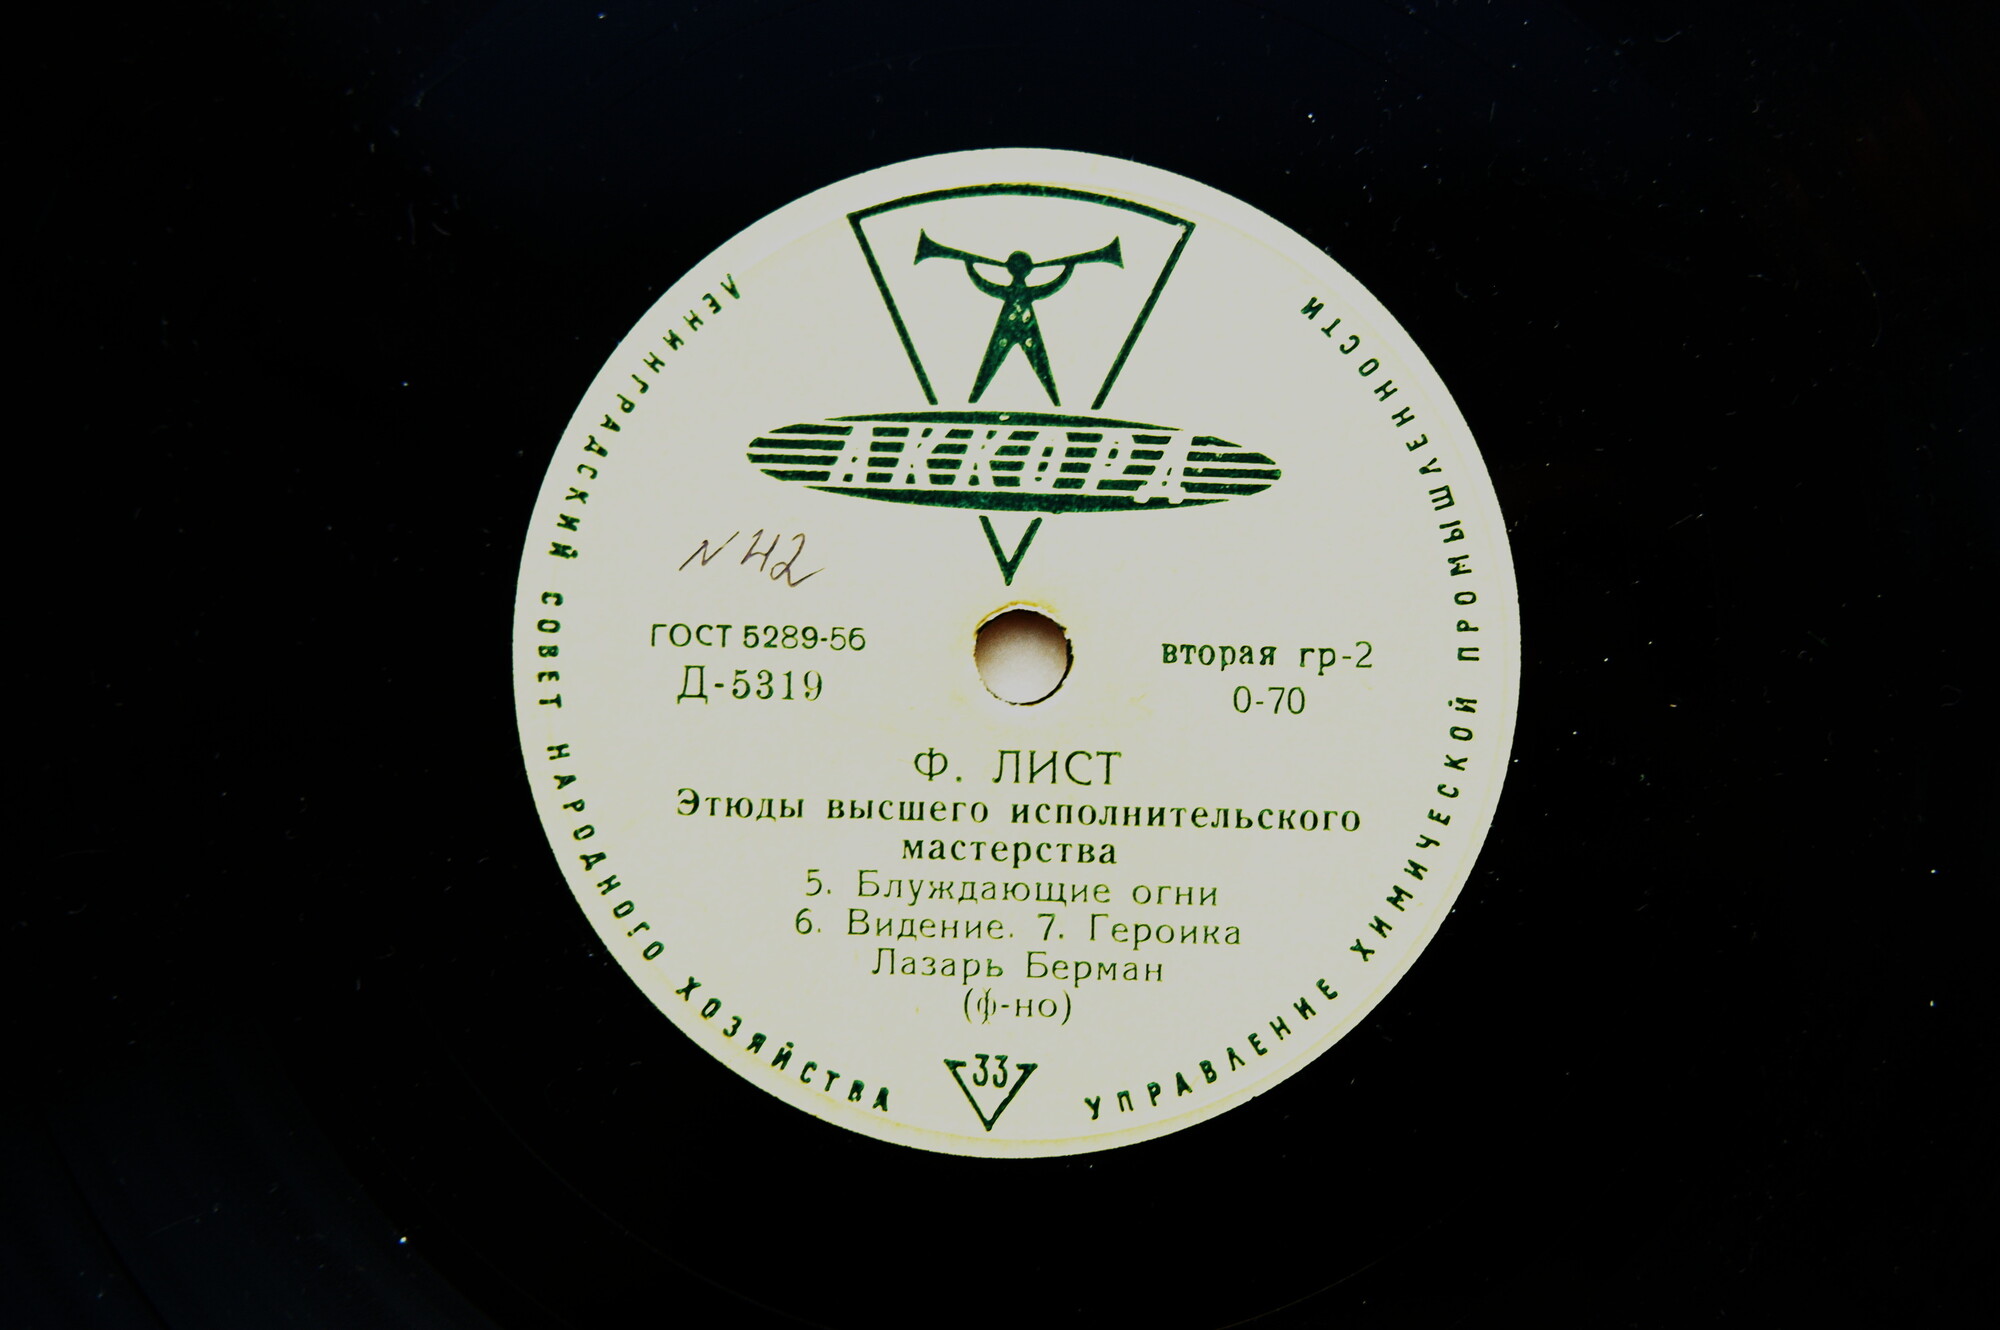 АККОРД
ЛЕНИНГРАДСКИЙ СОВЕТ НАРОДНОГО ХОЗЯЙСТВА
УПРАВЛЕНИЕ ХИМИЧЕСКОЙ ПРОМЫШЛЕННОСТИ
N 42
ГОСТ 5289-56
Д-5319
вторая гр-2
0-70
Ф. ЛИСТ
Этюды высшего исполнительского
мастерства
5. Блуждающие огни
6. Видение. 7. Героика
Лазарь Берман
(ф-но)
33